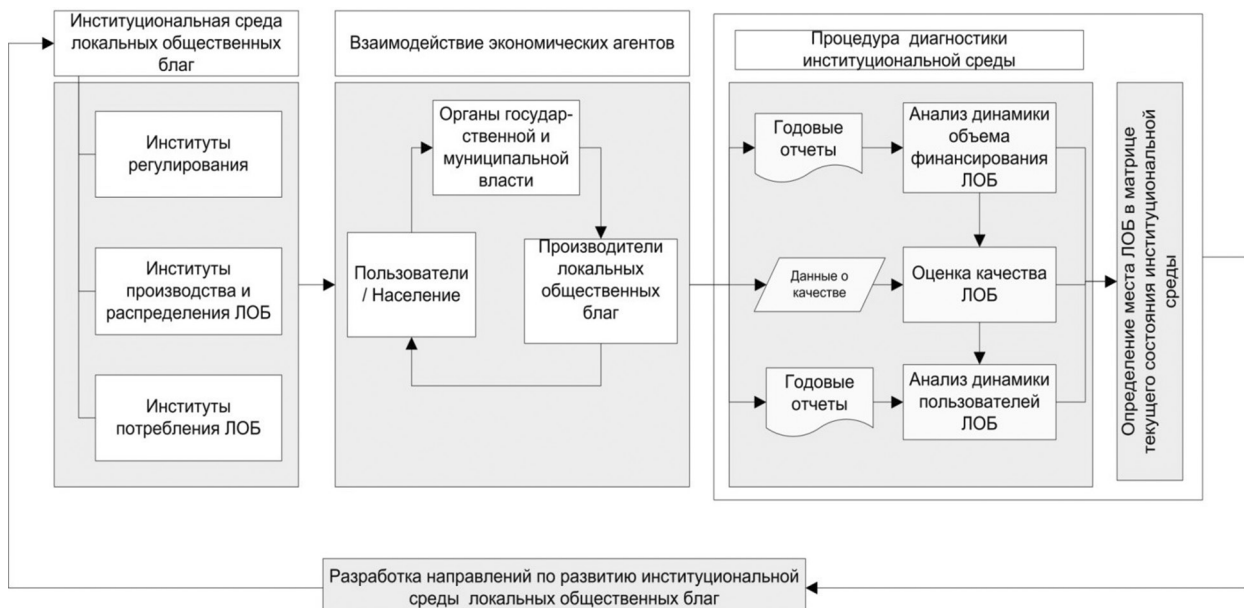 Институциональная среда
локальных общественных
благ
Институты
регулирования
Институты
производства и
распределения ЛОБ
Институты
потребления ЛОБ
Взаимодействие экономических агентов
Органы государ-
ственной и
муниципальной
власти
Пользователи
/ Население
Производители
локальных
общественных
благ
Процедура диагностики
институциональной среды
Годовые
отчеты
Анализ динамики
объема
финансирования
ЛОБ
Данные о
качестве
Оценка качества
ЛОБ
Годовые
отчеты
Анализ динамики
пользователей
ЛОБ
Определение места ЛОБ в матрице
текущего состояния институциональной
среды
Разработка направлений по развитию институциональной
среды локальных общественных благ